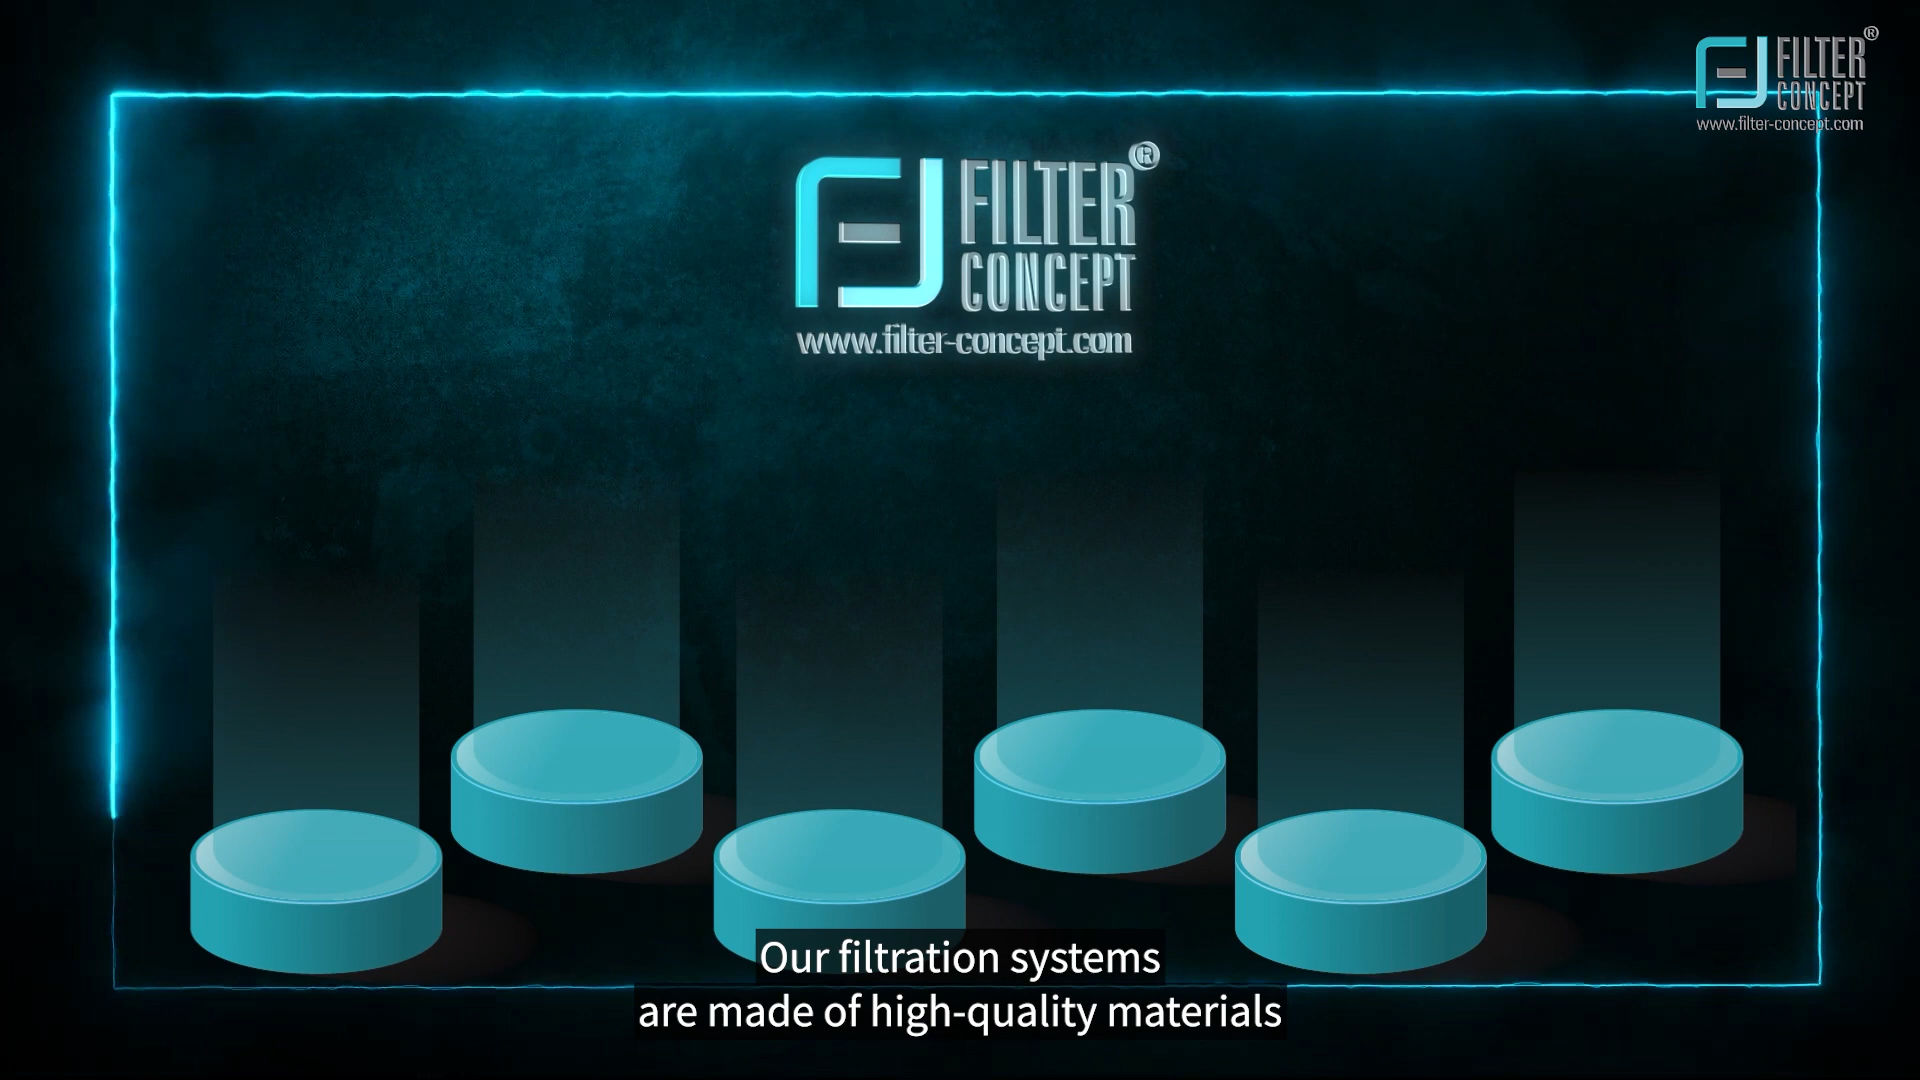 FILTER®
CONCEPT
www.filter-concept.com
FILTER®
CONCEPT
www.filter-concept.com
Our filtration systems
are made of high-quality materials